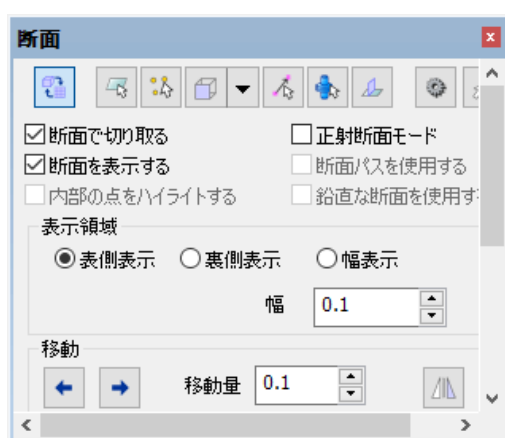 断面
断面で切り取る
正射断面モード
断面を表示する
断面パスを使用する
内部の点をハイライトする
鉛直な断面を使用す
表示領域
表側表示
裏側表示
幅表示
幅
0.1
移動
移動量
0.1